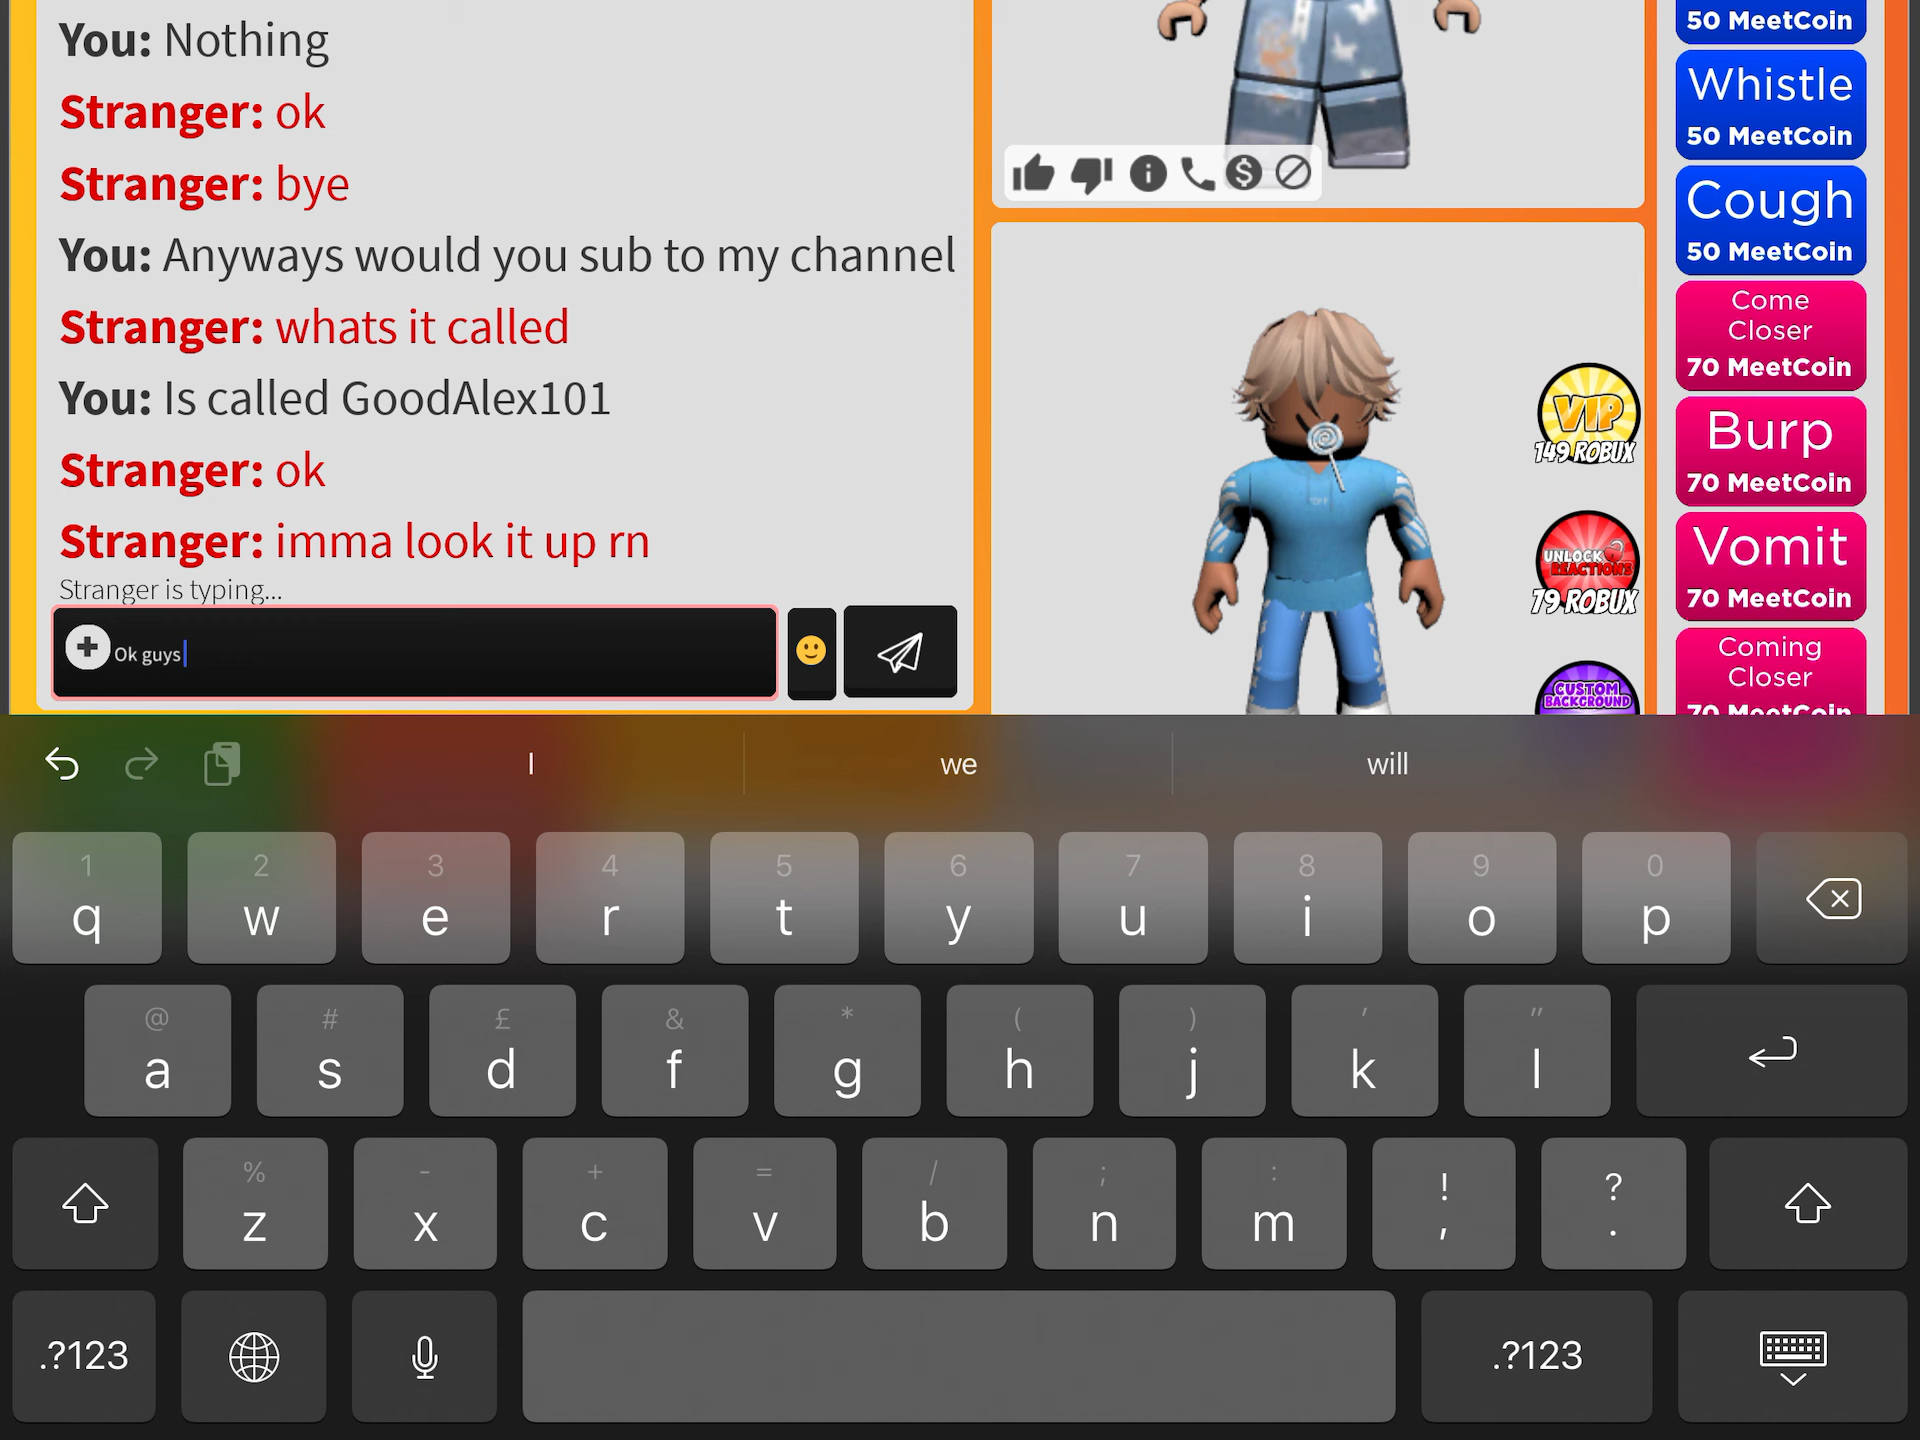 You: Nothing
Stranger: ok
Stranger: bye
You: Anyways would you sub to my channel
Stranger: whats it called
You: Is called GoodAlex101
Stranger: ok
Stranger: imma look it up rn
Stranger is typing...
Ok guys
50 MeetCoin
Whistle
50 MeetCoin
Cough
50 MeetCoin
Come
Closer
70 MeetCoin
Burp
70 MeetCoin
Vomit
70 MeetCoin
Coming
Closer
70 MeetCoin
VIP
149 ROBUX
UNLOCK
REACTIONS
79 ROBUX
CUSTOM
BACKGROUND
I we will
1 2 3 4 5 6 7 8 9 0
q w e r t y u i o p
@ # £ & * ( ) ' "
a s d f g h j k l
% - + = / ; : ! ?
z x c v b n m , .
.?123 .?123